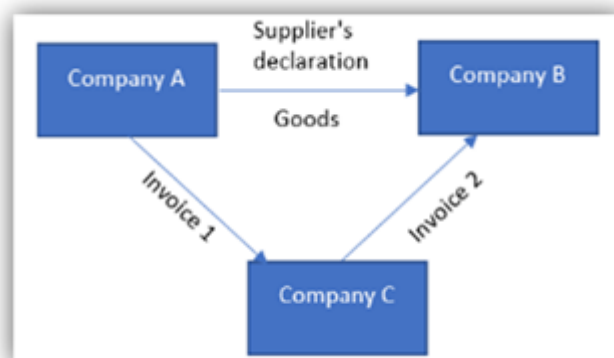 Supplier's
declaration
Company A
Company B
Goods
Invoice 1
Invoice 2
Company C